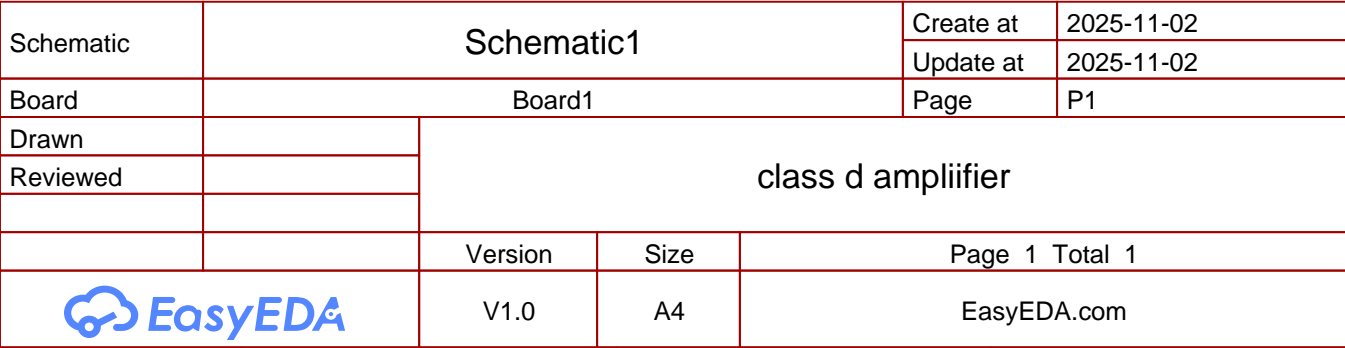 Schematic
Schematic1
Create at
2025-11-02
Update at
2025-11-02
Board
Board1
Page
P1
Drawn
Reviewed
class d ampliifier
Version
Size
Page 1 Total 1
EasyEDA
V1.0
A4
EasyEDA.com